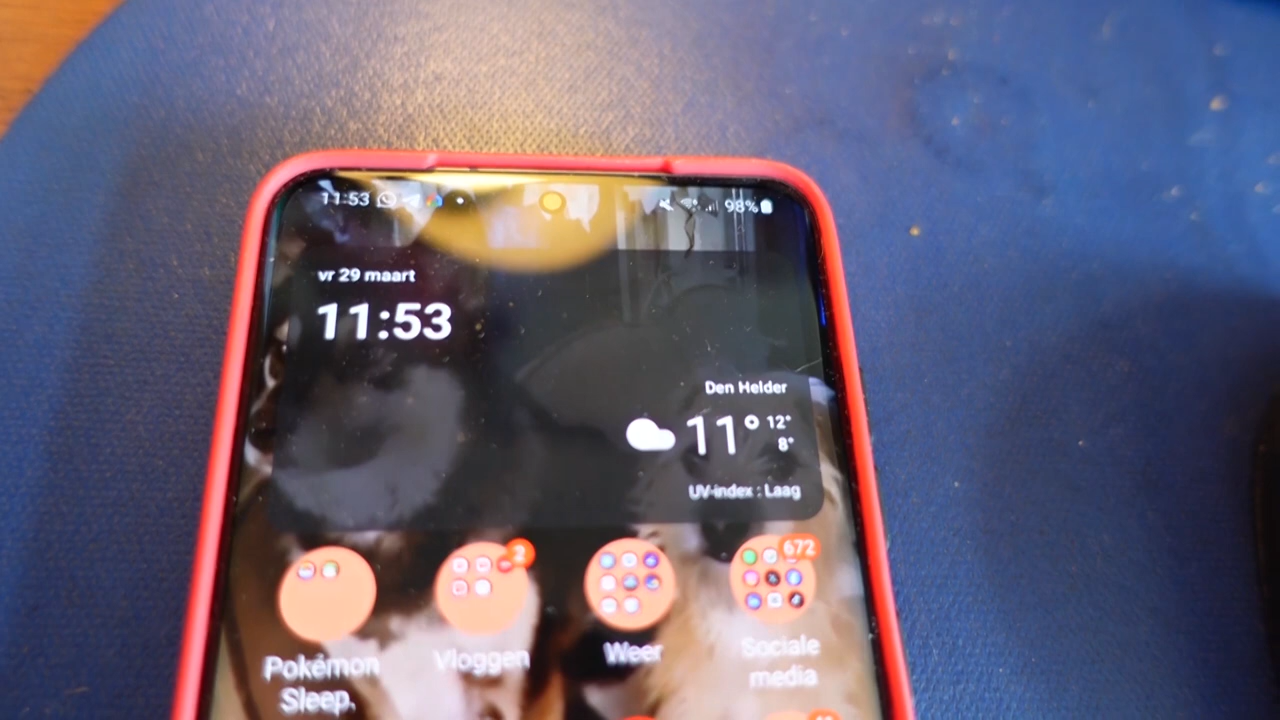 11:53
98%
vr 29 maart
11:53
Den Helder
11° 12°
8°
UV-index : Laag
2
672
Pokémon
Sleep,
Vloggen
Weer
Sociale
media